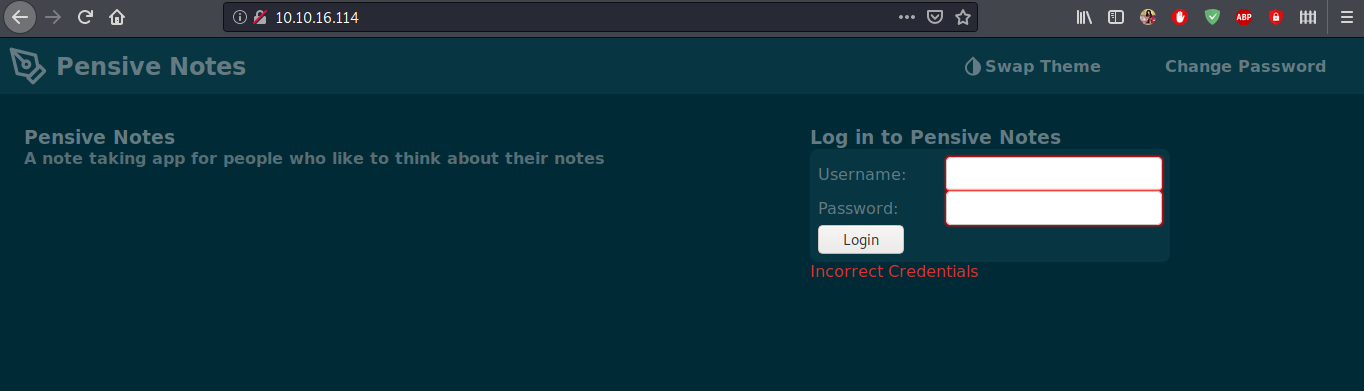 10.10.16.114
ABP
Pensive Notes
Swap Theme
Change Password
Pensive Notes
A note taking app for people who like to think about their notes
Log in to Pensive Notes
Username:
Password:
Login
Incorrect Credentials